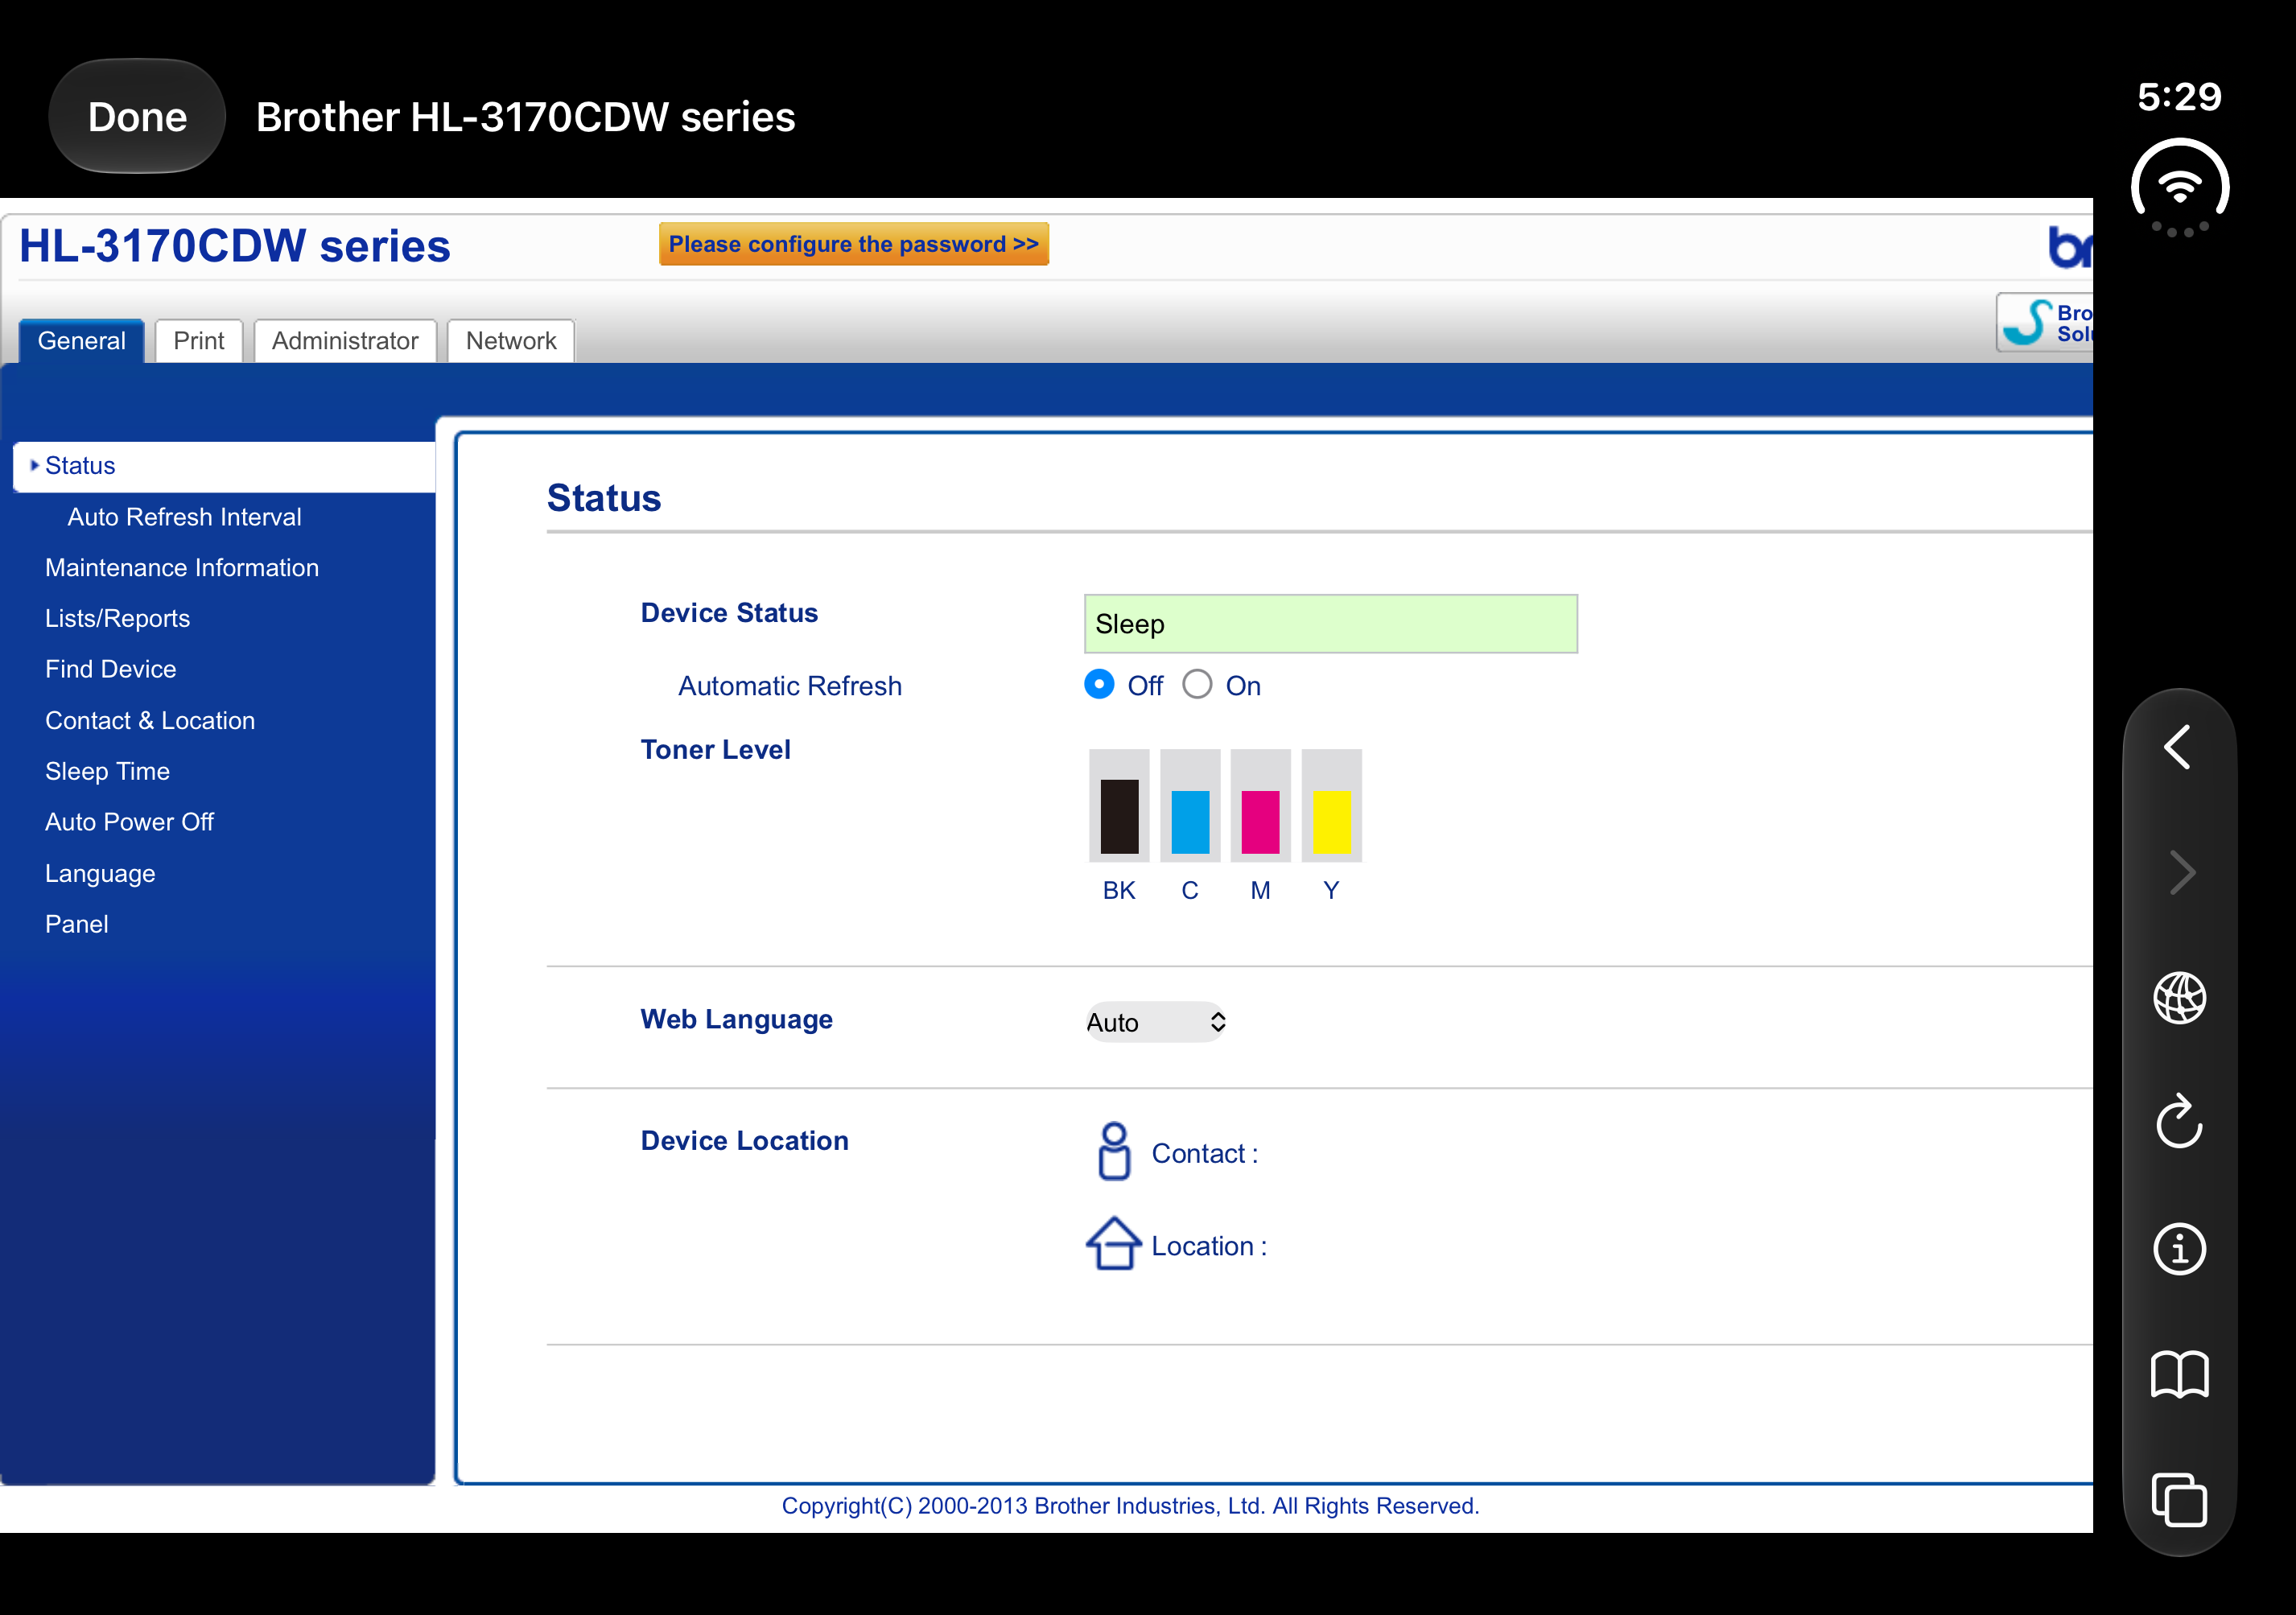 Done
Brother HL-3170CDW series
5:29
HL-3170CDW series
Please configure the password >>
br
Bro
Sol
General
Print
Administrator
Network
Status
Auto Refresh Interval
Maintenance Information
Lists/Reports
Find Device
Contact & Location
Sleep Time
Auto Power Off
Language
Panel
Status
Device Status
Sleep
Automatic Refresh
Off
On
Toner Level
BK C M Y
Web Language
Auto
Device Location
Contact :
Location :
Copyright(C) 2000-2013 Brother Industries, Ltd. All Rights Reserved.